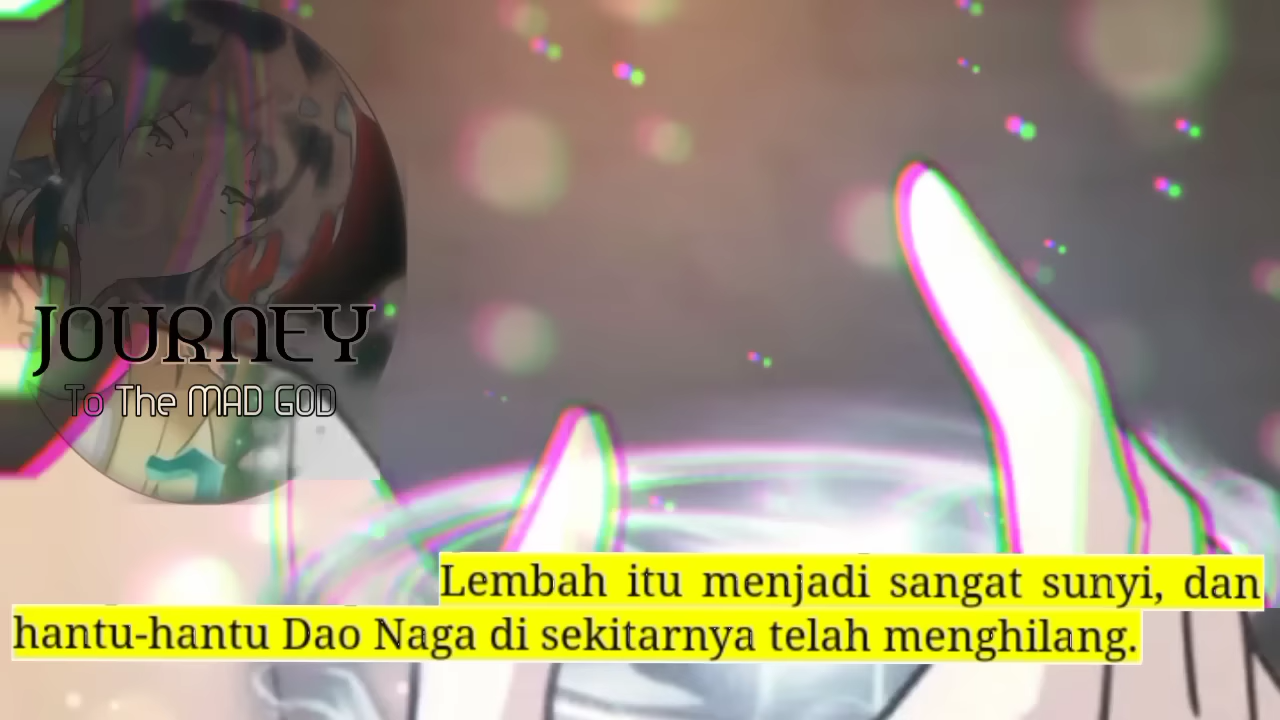 JOURNEY
To The MAD GOD
Lembah itu menjadi sangat sunyi, dan
hantu-hantu Dao Naga di sekitarnya telah menghilang.